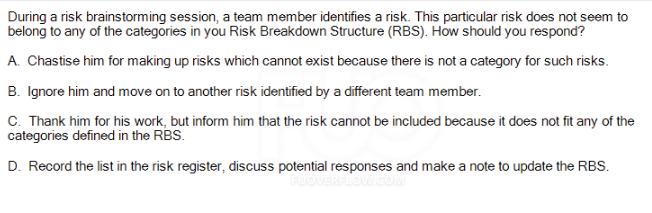 During a risk brainstorming session, a team member identifies a risk. This particular risk does not seem to
belong to any of the categories in you Risk Breakdown Structure (RBS). How should you respond?
A. Chastise him for making up risks which cannot exist because there is not a category for such risks.
B. Ignore him and move on to another risk identified by a different team member.
C. Thank him for his work, but inform him that the risk cannot be included because it does not fit any of the
categories defined in the RBS.
D. Record the list in the risk register, discuss potential responses and make a note to update the RBS.